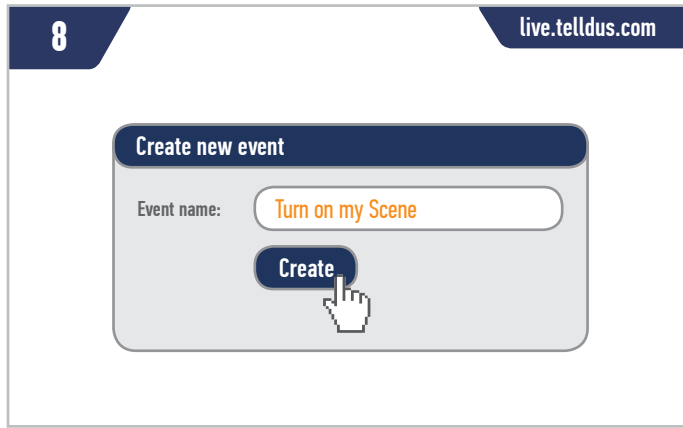 8
live.telldus.com
Create new event
Event name:
Turn on my Scene
Create